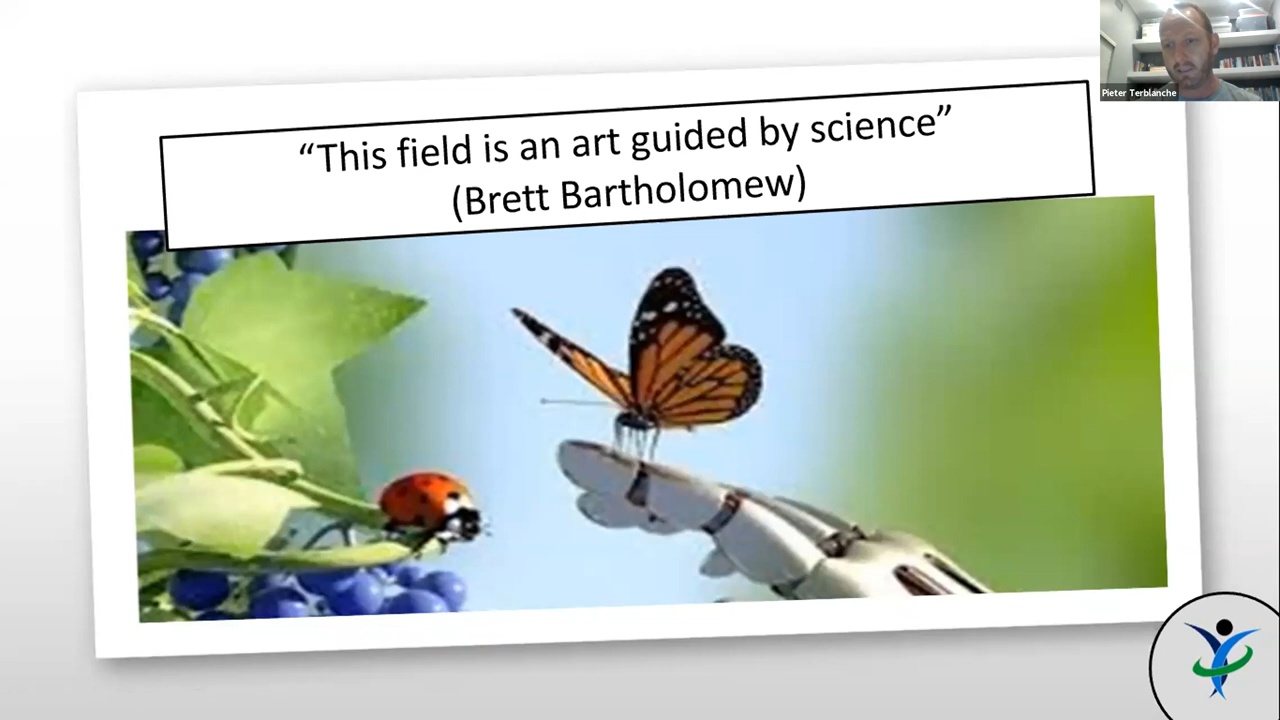 “This field is an art guided by science”
(Brett Bartholomew)
Pieter Terblanche